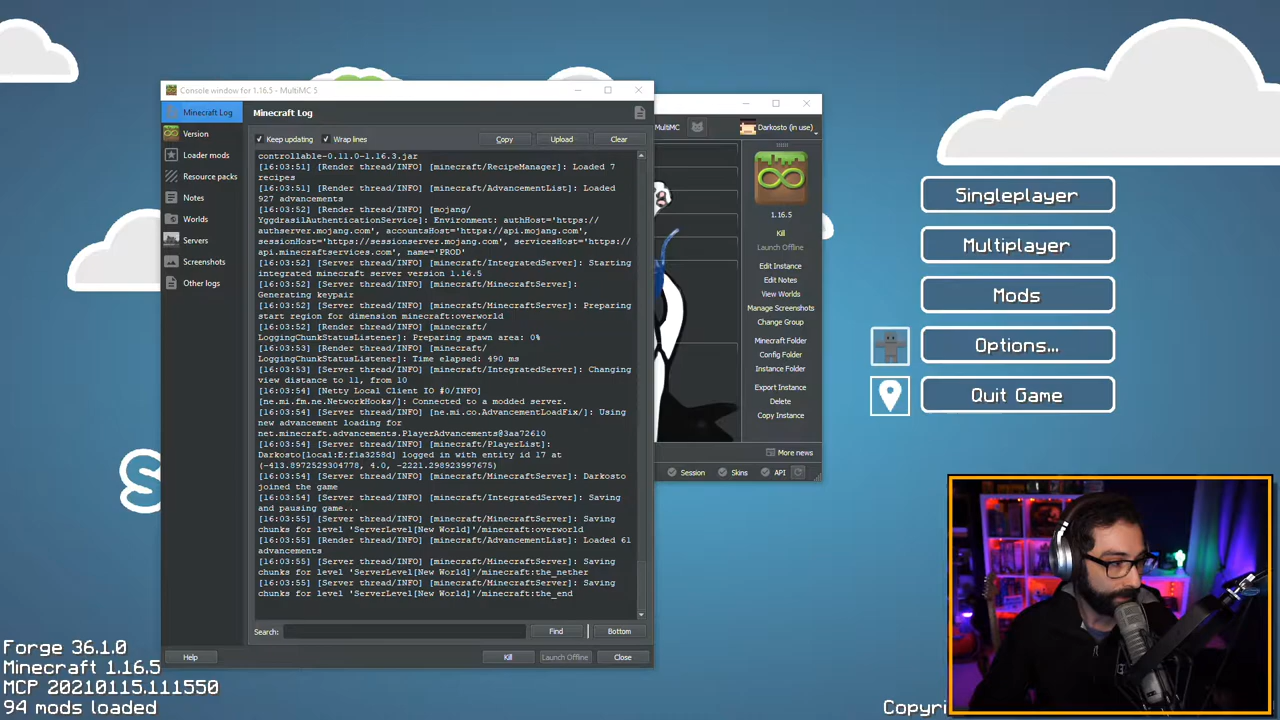 Console window for 1.16.5 - MultiMC 5
Minecraft Log
Version
Loader mods
Resource packs
Notes
Worlds
Servers
Screenshots
Other logs
Minecraft Log
Keep updating
Wrap lines
Copy
Upload
Clear
controllable-0.11.0-1.16.3.jar
[16:03:51] [Render thread/INFO] [minecraft/RecipeManager]: Loaded 7
recipes
[16:03:51] [Render thread/INFO] [minecraft/AdvancementList]: Loaded
927 advancements
[16:03:52] [Render thread/INFO] [mojang/
YggdrasilAuthenticationService]: Environment: authHost='https://
authserver.mojang.com', accountsHost='https://api.mojang.com',
sessionHost='https://sessionserver.mojang.com', servicesHost='https://
api.minecraftservices.com', name='PROD'
[16:03:52] [Server thread/INFO] [minecraft/IntegratedServer]: Starting
integrated minecraft server version 1.16.5
[16:03:52] [Server thread/INFO] [minecraft/MinecraftServer]:
Generating keypair
[16:03:52] [Server thread/INFO] [minecraft/MinecraftServer]: Preparing
start region for dimension minecraft:overworld
[16:03:52] [Render thread/INFO] [minecraft/
LoggingChunkStatusListener]: Preparing spawn area: 0%
[16:03:53] [Render thread/INFO] [minecraft/
LoggingChunkStatusListener]: Time elapsed: 490 ms
[16:03:53] [Server thread/INFO] [minecraft/IntegratedServer]: Changing
view distance to 11, from 10
[16:03:54] [Netty Local Client IO #0/INFO]
[ne.mi.fm.ne.NetworkHooks/]: Connected to a modded server.
[16:03:54] [Server thread/INFO] [ne.mi.co.AdvancementLoadFix/]: Using
new advancement loading for
net.minecraft.advancements.PlayerAdvancements@3aa72610
[16:03:54] [Server thread/INFO] [minecraft/PlayerList]:
Darkosto[local:E:f1a3258d] logged in with entity id 17 at
(-413.8972529304778, 4.0, -2221.298923997675)
[16:03:54] [Server thread/INFO] [minecraft/MinecraftServer]: Darkosto
joined the game
[16:03:54] [Server thread/INFO] [minecraft/IntegratedServer]: Saving
and pausing game...
[16:03:55] [Server thread/INFO] [minecraft/MinecraftServer]: Saving
chunks for level 'ServerLevel[New World]'/minecraft:overworld
[16:03:55] [Render thread/INFO] [minecraft/AdvancementList]: Loaded 61
advancements
[16:03:55] [Server thread/INFO] [minecraft/MinecraftServer]: Saving
chunks for level 'ServerLevel[New World]'/minecraft:the_nether
[16:03:55] [Server thread/INFO] [minecraft/MinecraftServer]: Saving
chunks for level 'ServerLevel[New World]'/minecraft:the_end
Search:
Find
Bottom
Help
Kill
Launch Offline
Close
MultiMC
Darkosto (in use)
1.16.5
Kill
Launch Offline
Edit Instance
Edit Notes
View Worlds
Manage Screenshots
Change Group
Minecraft Folder
Config Folder
Instance Folder
Export Instance
Delete
Copy Instance
More news
Session
Skins
API
Singleplayer
Multiplayer
Mods
Options...
Quit Game
Forge 36.1.0
Minecraft 1.16.5
MCP 20210115.111550
94 mods loaded